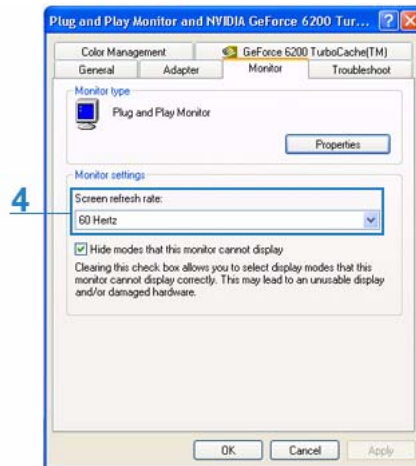 Plug and Play Monitor and NVIDIA GeForce 6200 Tur...
Color Management
GeForce 6200 TurboCache(TM)
General
Adapter
Monitor
Troubleshoot
Monitor type
Plug and Play Monitor
Properties
Monitor settings
4
Screen refresh rate:
60 Hertz
Hide modes that this monitor cannot display
Clearing this check box allows you to select display modes that this
monitor cannot display correctly. This may lead to an unusable display
and/or damaged hardware.
OK
Cancel
Apply